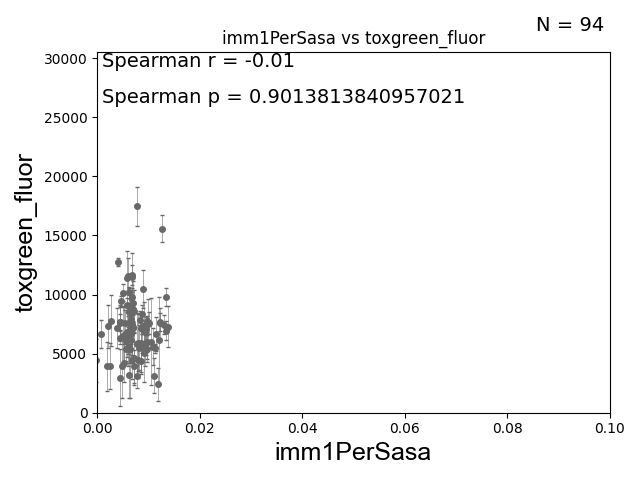 N = 94
imm1PerSasa vs toxgreen_fluor
Spearman r = -0.01
Spearman p = 0.9013813840957021
30000
25000
20000
15000
10000
5000
0
toxgreen_fluor
0.00 0.02 0.04 0.06 0.08 0.10
imm1PerSasa